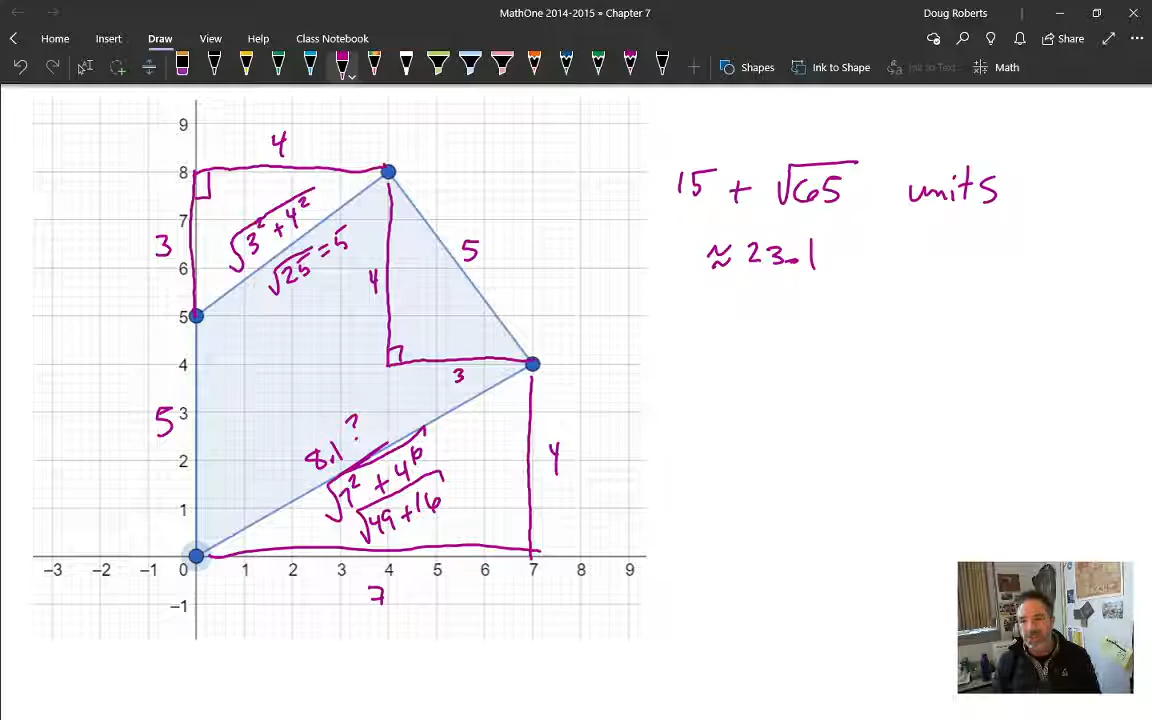 MathOne 2014-2015 » Chapter 7
Doug Roberts
Home Insert Draw View Help Class Notebook
Share
Shapes Ink to Shape Ink to Text Math
9
8
7
6
5
4
3
2
1
−1
−3 −2 −1 0 1 2 3 4 5 6 7 8 9
4
3
√3² + 4²
√25 = 5
4
5
3
5
8.1 ?
√49 + 16
4
7
15 + √65 units
≈ 23.1